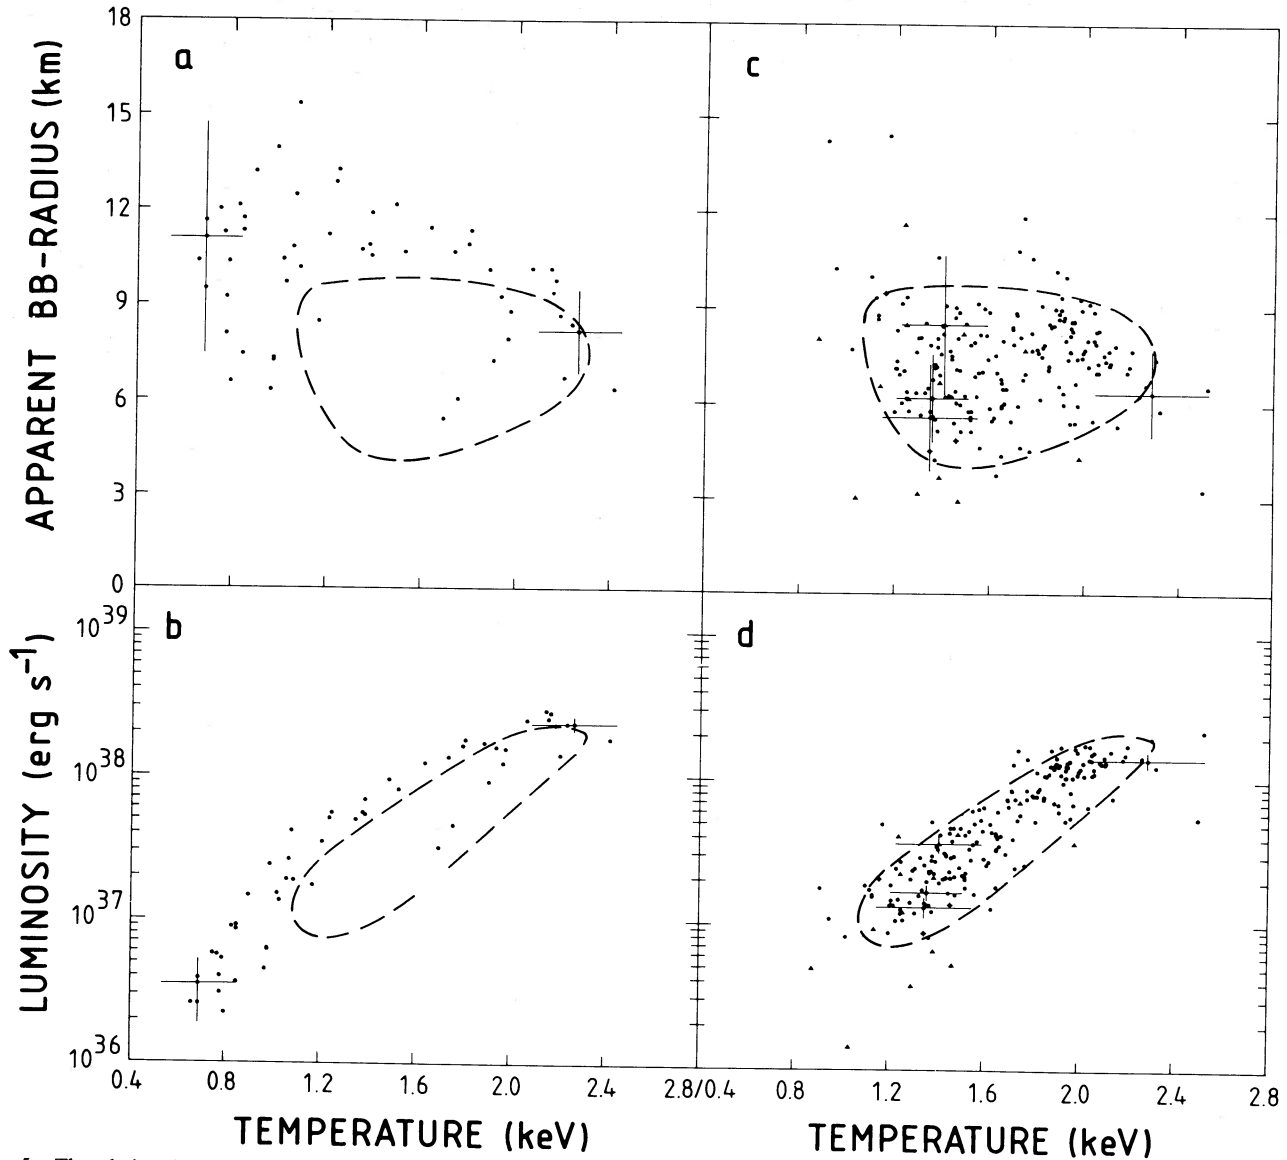 18
15
12
9
6
3
0
APPARENT BB-RADIUS (km)
a
c
10^39
10^38
10^37
10^36
LUMINOSITY (erg s^-1)
b
d
0.4 0.8 1.2 1.6 2.0 2.4 2.8/0.4 0.8 1.2 1.6 2.0 2.4 2.8
TEMPERATURE (keV) TEMPERATURE (keV)